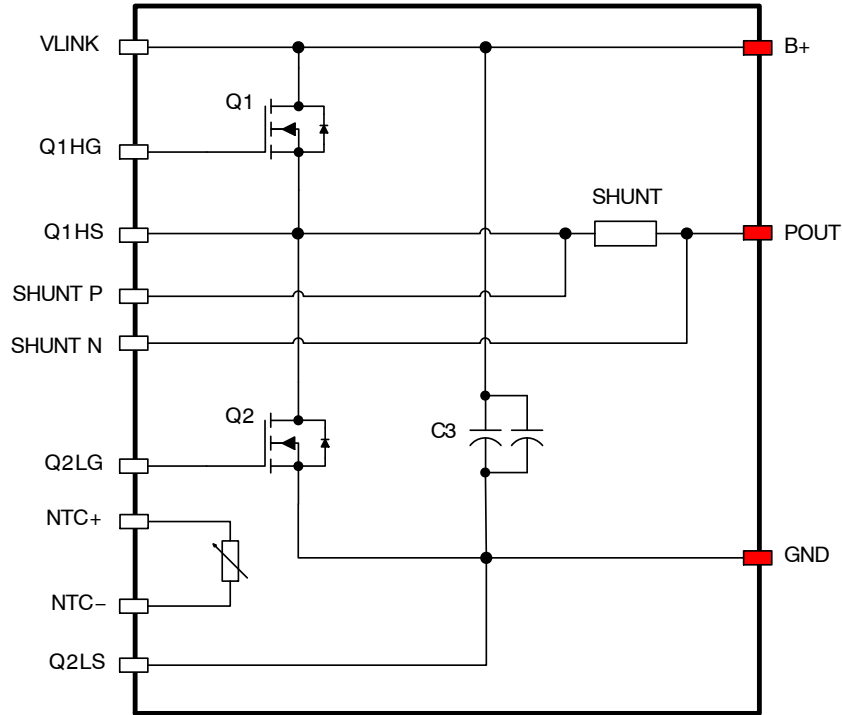 VLINK
B+
Q1
Q1HG
SHUNT
Q1HS
POUT
SHUNT P
SHUNT N
Q2
C3
Q2LG
NTC+
GND
NTC−
Q2LS